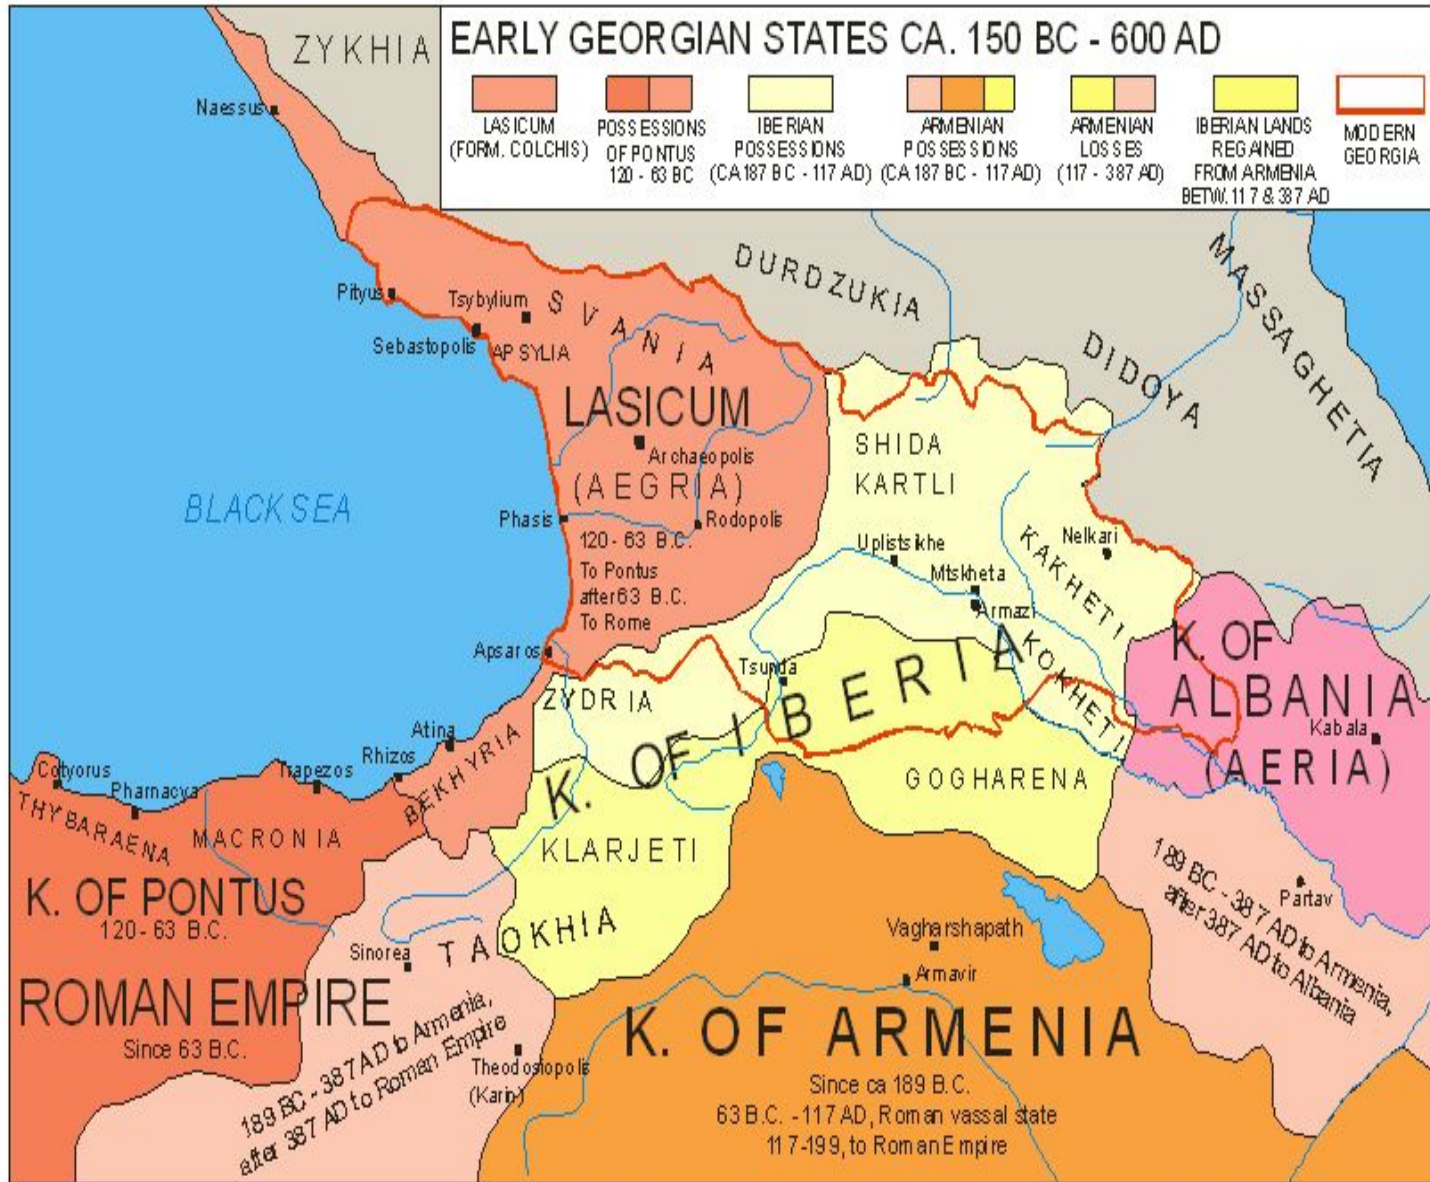 EARLY GEORGIAN STATES CA. 150 BC - 600 AD
LASICUM
(FORM. COLCHIS)
POSSESSIONS
OF PONTUS
120 - 63 BC
IBERIAN
POSSESSIONS
(CA187 BC - 117 AD)
ARMENIAN
POSSESSIONS
(CA187 BC - 117AD)
ARMENIAN
LOSSES
(117 - 387 AD)
IBERIAN LANDS
REGAINED
FROM ARMENIA
BETW. 117 & 387 AD
MODERN
GEORGIA
ZYKHIA
Naessus
DURDZUKIA
MASSAGHETIA
DIDOYA
Pityus
Tsybylium
SVANIA
Sebastopolis
APSYLIA
LASICUM
Archaeopolis
(AEGRIA)
SHIDA
KARTLI
BLACK SEA
Phasis
Rodopolis
120 - 63 B.C.
To Pontus
after 63 B.C.
To Rome
Uplistsikhe
Nelkari
KAKHETI
Mtskheta
Armazi
KOKHETI
Apsaros
Tsunda
K. OF IBERIA
K. OF
ALBANIA
Kabala
(AERIA)
ZYDRIA
Atina
Rhizos
BEKHYRIA
Cotyorus
Pharnacya
Trapezos
THYBARAENA
MACRONIA
GOGHARENA
KLARJETI
K. OF PONTUS
120 - 63 B.C.
189 BC - 387 AD to Armenia,
after 387 AD to Albania
Partav
TAOKHIA
Sinorea
Vagharshapath
Armavir
ROMAN EMPIRE
Since 63 B.C.
189 BC - 387 AD to Armenia,
after 387 AD to Roman Empire
Theodosiopolis
(Karin)
K. OF ARMENIA
Since ca 189 B.C.
63 B.C. - 117 AD, Roman vassal state
117-199, to Roman Empire